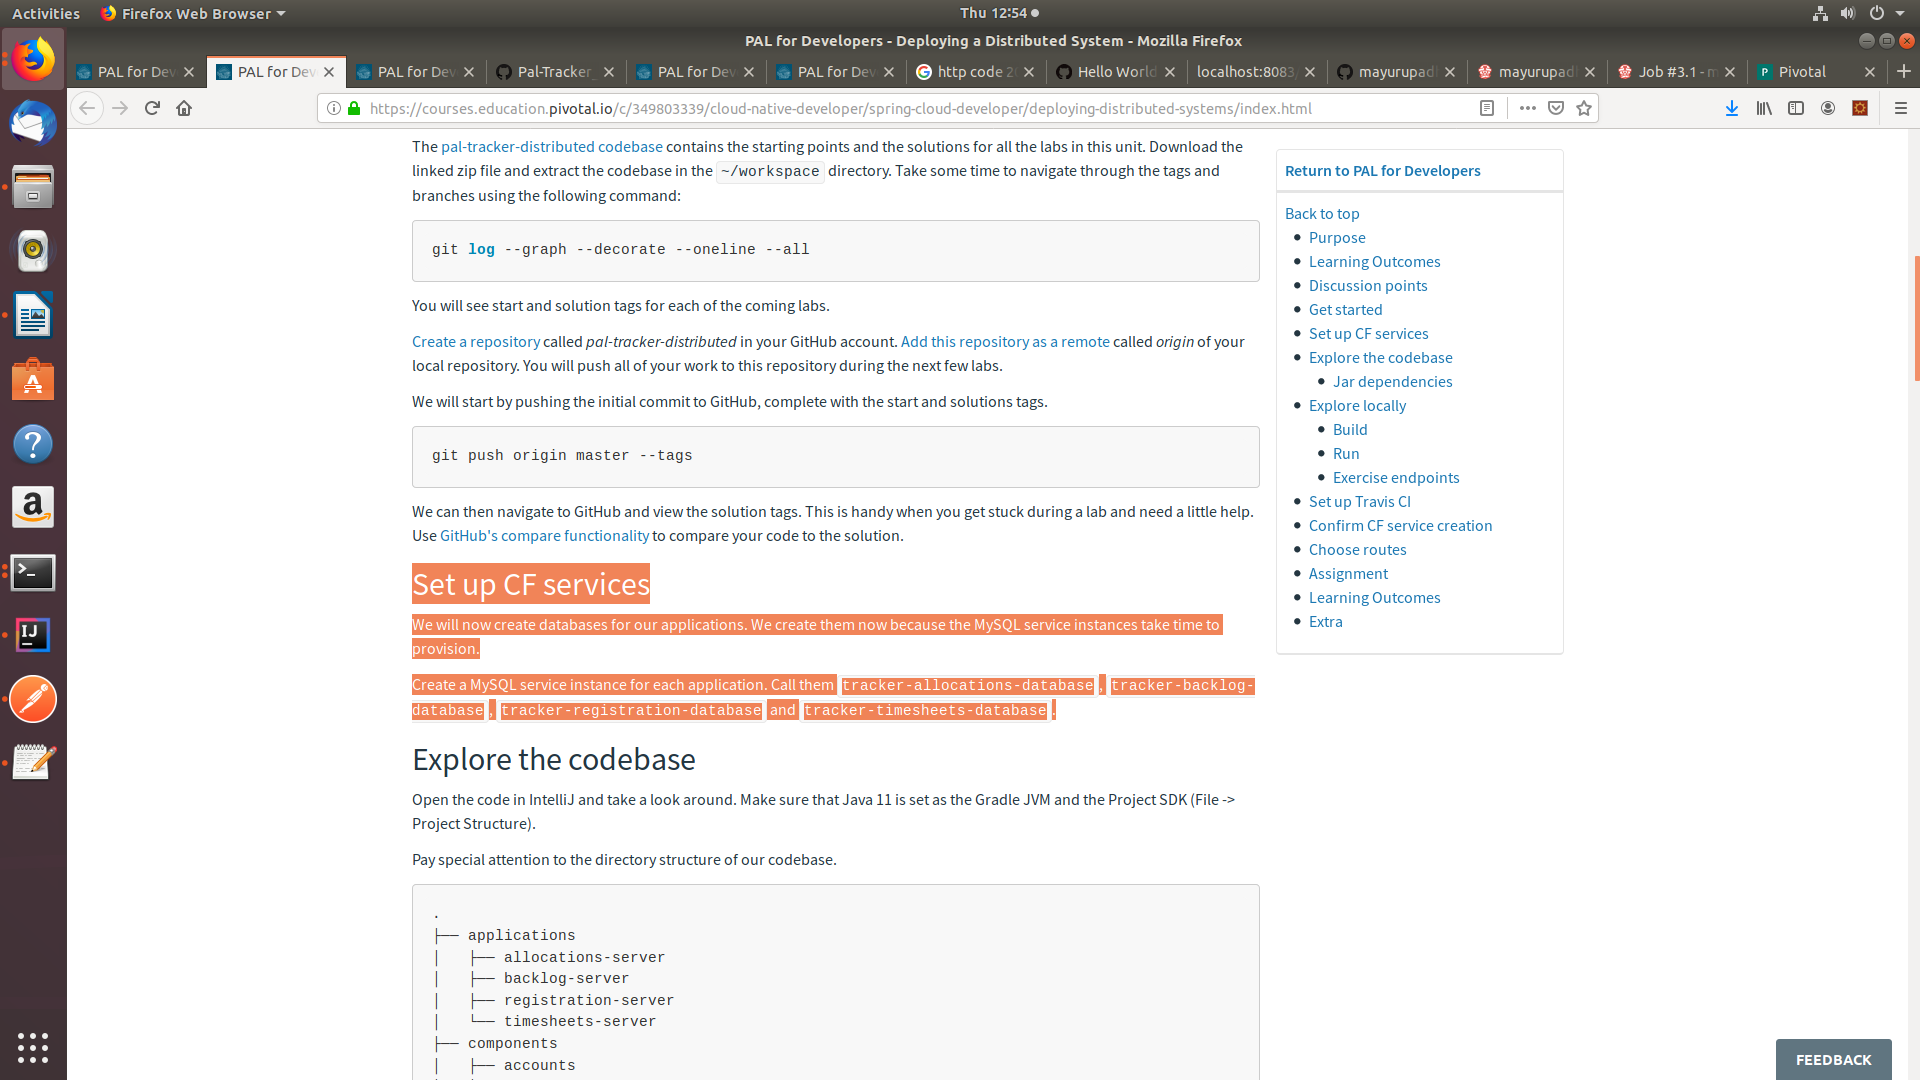 Activities
Firefox Web Browser
Thu 12:54
PAL for Developers - Deploying a Distributed System - Mozilla Firefox
PAL for Dev
PAL for Dev
PAL for Dev
Pal-Tracker_
PAL for Dev
PAL for Dev
http code 2
Hello World
localhost:8083/
mayurupad
mayurupad
Job #3.1 - m
Pivotal
https://courses.education.pivotal.io/c/349803339/cloud-native-developer/spring-cloud-developer/deploying-distributed-systems/index.html
The pal-tracker-distributed codebase contains the starting points and the solutions for all the labs in this unit. Download the
linked zip file and extract the codebase in the ~/workspace directory. Take some time to navigate through the tags and
branches using the following command:
git log --graph --decorate --oneline --all
You will see start and solution tags for each of the coming labs.
Create a repository called pal-tracker-distributed in your GitHub account. Add this repository as a remote called origin of your
local repository. You will push all of your work to this repository during the next few labs.
We will start by pushing the initial commit to GitHub, complete with the start and solutions tags.
git push origin master --tags
We can then navigate to GitHub and view the solution tags. This is handy when you get stuck during a lab and need a little help.
Use GitHub's compare functionality to compare your code to the solution.
Set up CF services
We will now create databases for our applications. We create them now because the MySQL service instances take time to
provision.
Create a MySQL service instance for each application. Call them tracker-allocations-database , tracker-backlog-
database , tracker-registration-database and tracker-timesheets-database .
Explore the codebase
Open the code in IntelliJ and take a look around. Make sure that Java 11 is set as the Gradle JVM and the Project SDK (File ->
Project Structure).
Pay special attention to the directory structure of our codebase.
.
├── applications
│   ├── allocations-server
│   ├── backlog-server
│   ├── registration-server
│   └── timesheets-server
├── components
│   ├── accounts
Return to PAL for Developers
Back to top
Purpose
Learning Outcomes
Discussion points
Get started
Set up CF services
Explore the codebase
Jar dependencies
Explore locally
Build
Run
Exercise endpoints
Set up Travis CI
Confirm CF service creation
Choose routes
Assignment
Learning Outcomes
Extra
FEEDBACK